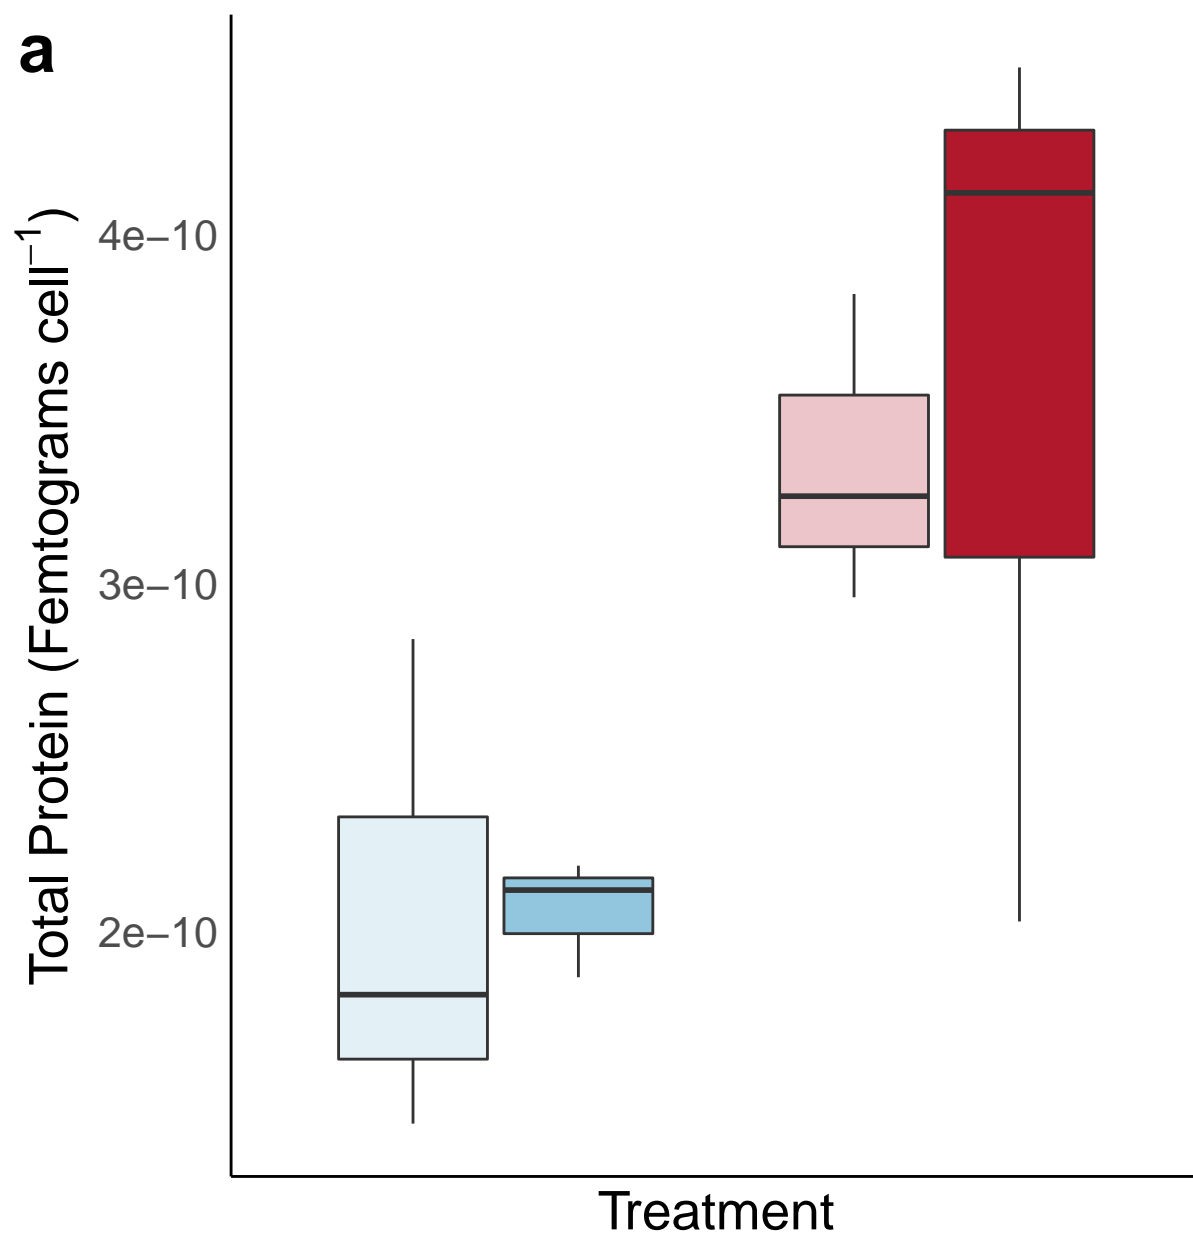 a
Total Protein (Femtograms cell⁻¹)
4e−10
3e−10
2e−10
Treatment